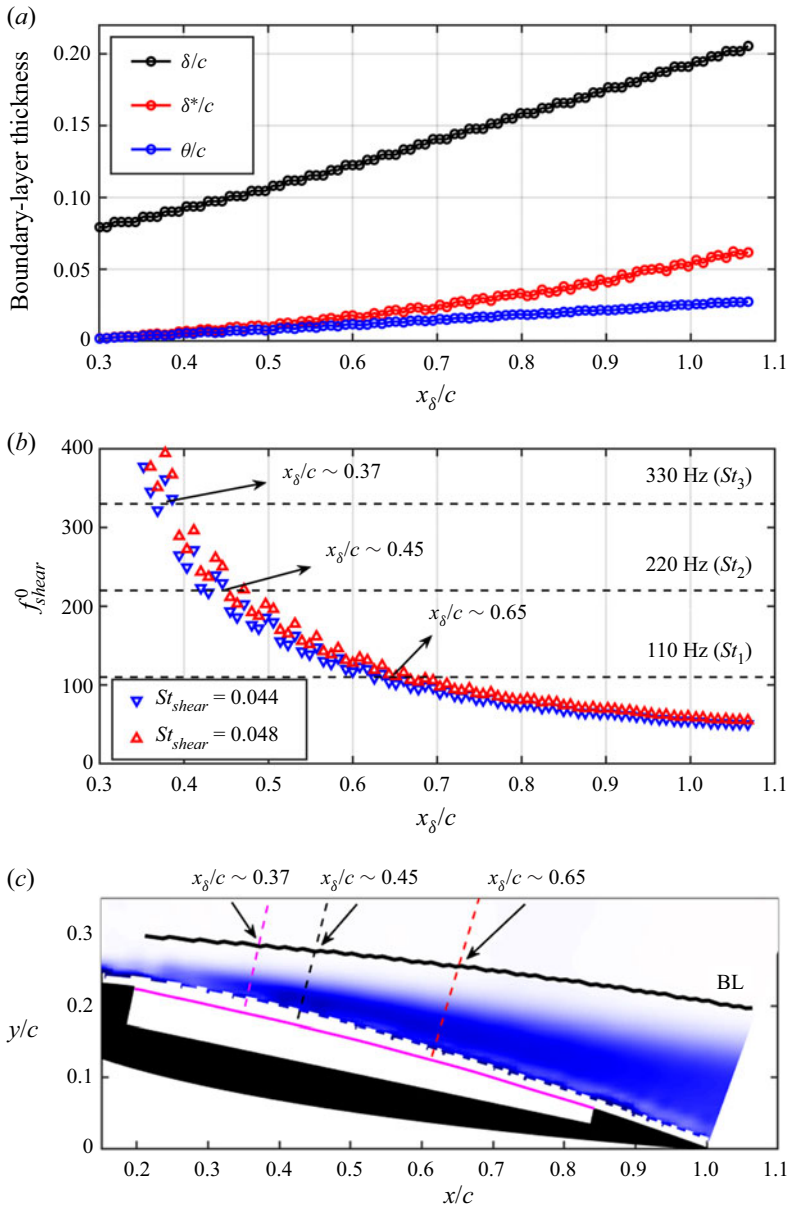 (a)
0.20
0.15
0.10
0.05
0
Boundary-layer thickness
δ/c
δ*/c
θ/c
0.3 0.4 0.5 0.6 0.7 0.8 0.9 1.0 1.1
x_δ/c
(b)
400
300
200
100
0
f^0_shear
x_δ/c ∼ 0.37
330 Hz (St_3)
x_δ/c ∼ 0.45
220 Hz (St_2)
x_δ/c ∼ 0.65
110 Hz (St_1)
St_shear = 0.044
St_shear = 0.048
0.3 0.4 0.5 0.6 0.7 0.8 0.9 1.0 1.1
x_δ/c
(c)
x_δ/c ∼ 0.37 x_δ/c ∼ 0.45 x_δ/c ∼ 0.65
0.3
0.2
0.1
0
y/c
BL
0.2 0.3 0.4 0.5 0.6 0.7 0.8 0.9 1.0 1.1
x/c